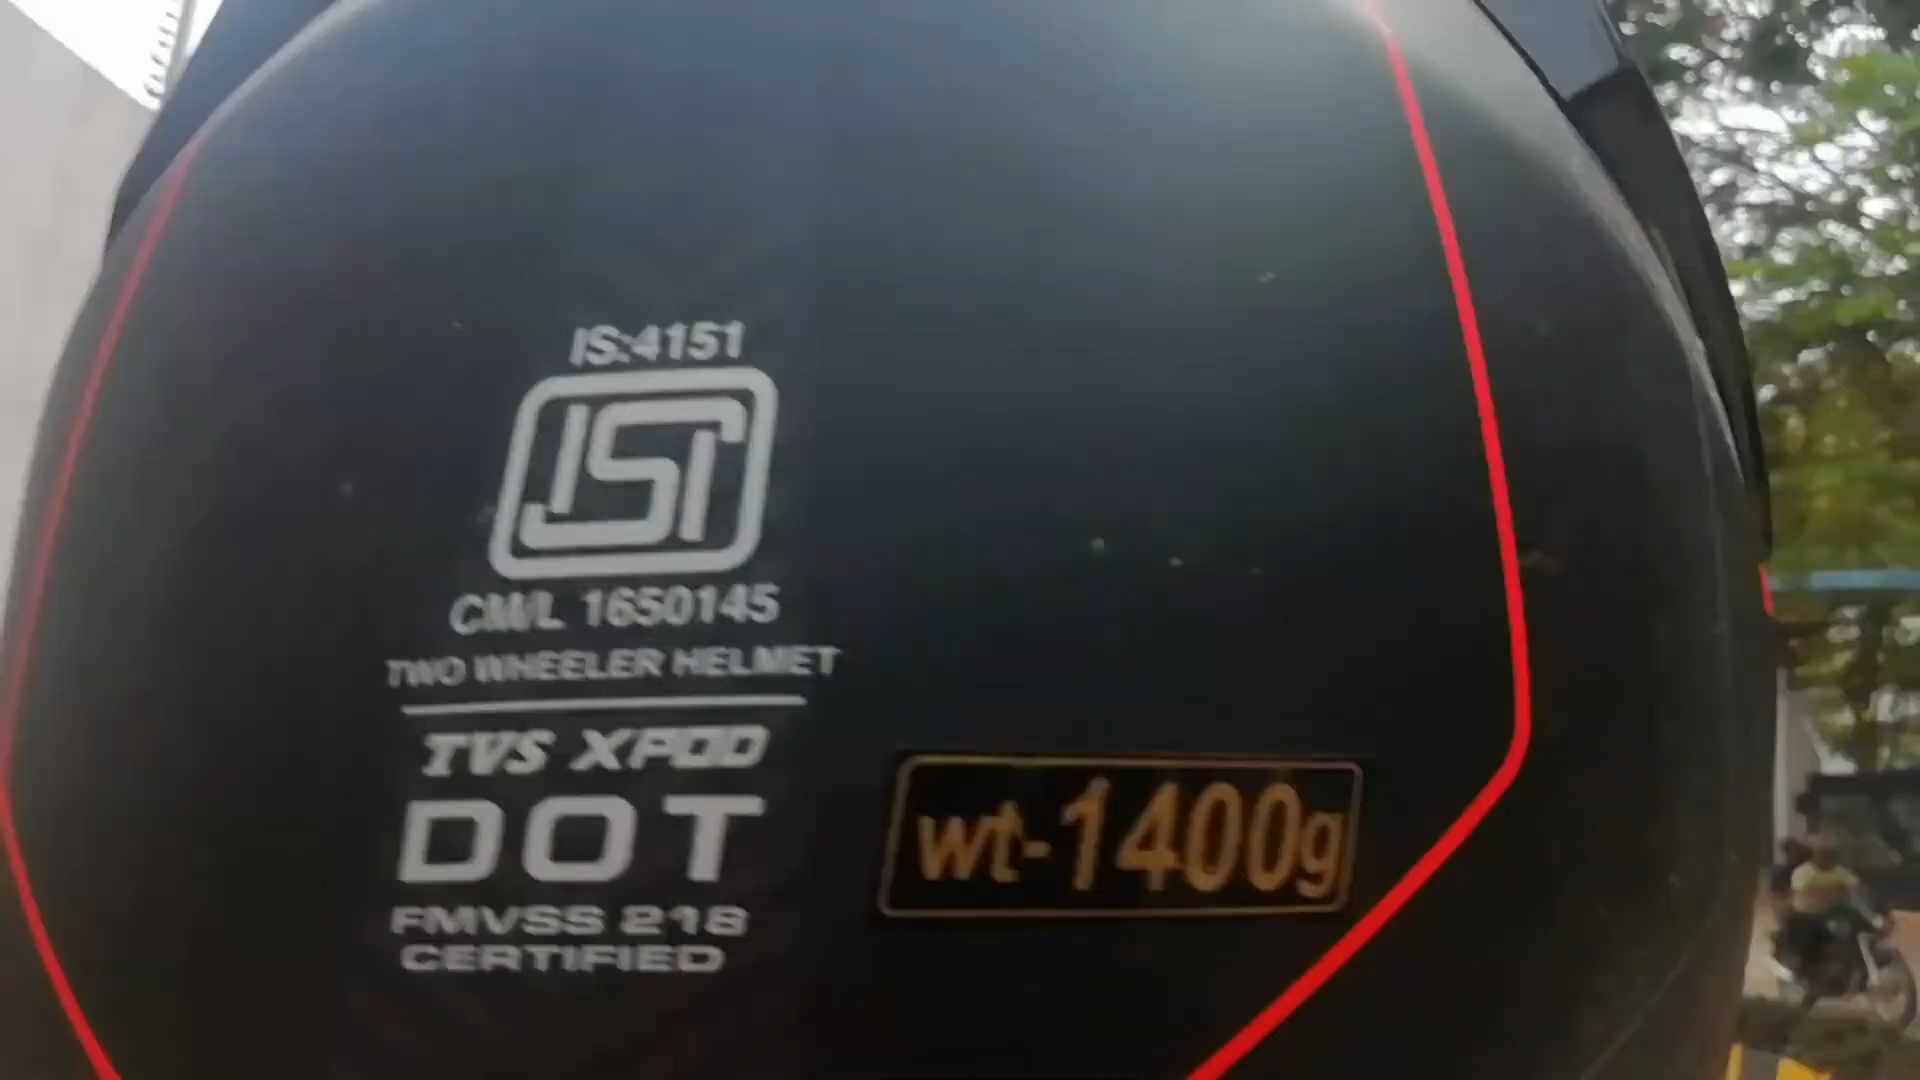 IS:4151
ISI
CM/L 1650145
TWO WHEELER HELMET
TVS XPOD
DOT
FMVSS 218
CERTIFIED
wt-1400g